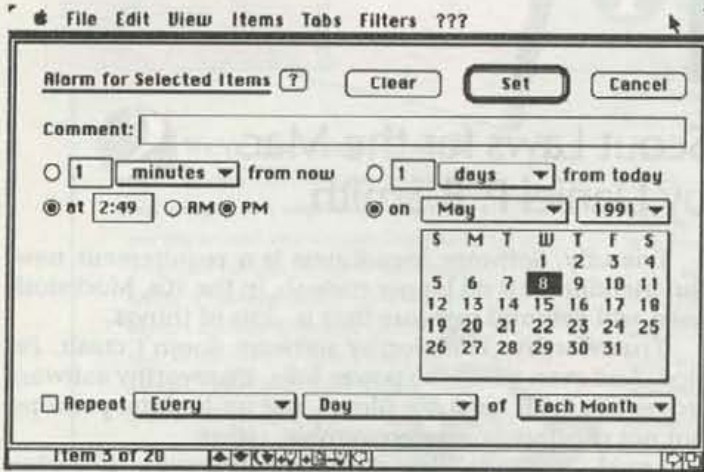 File Edit View Items Tabs Filters ???
Alarm for Selected Items ? Clear Set Cancel
Comment:
1 minutes from now 1 days from today
at 2:49 AM PM on May 1991
S M T W T F S
2 3 4
5 6 8 9 10 11
12 13 14 15 16 17 18
19 20 21 22 23 24 25
26 27 28 29 30 31
Repeat Every Day of Each Month
Item 3 of 20